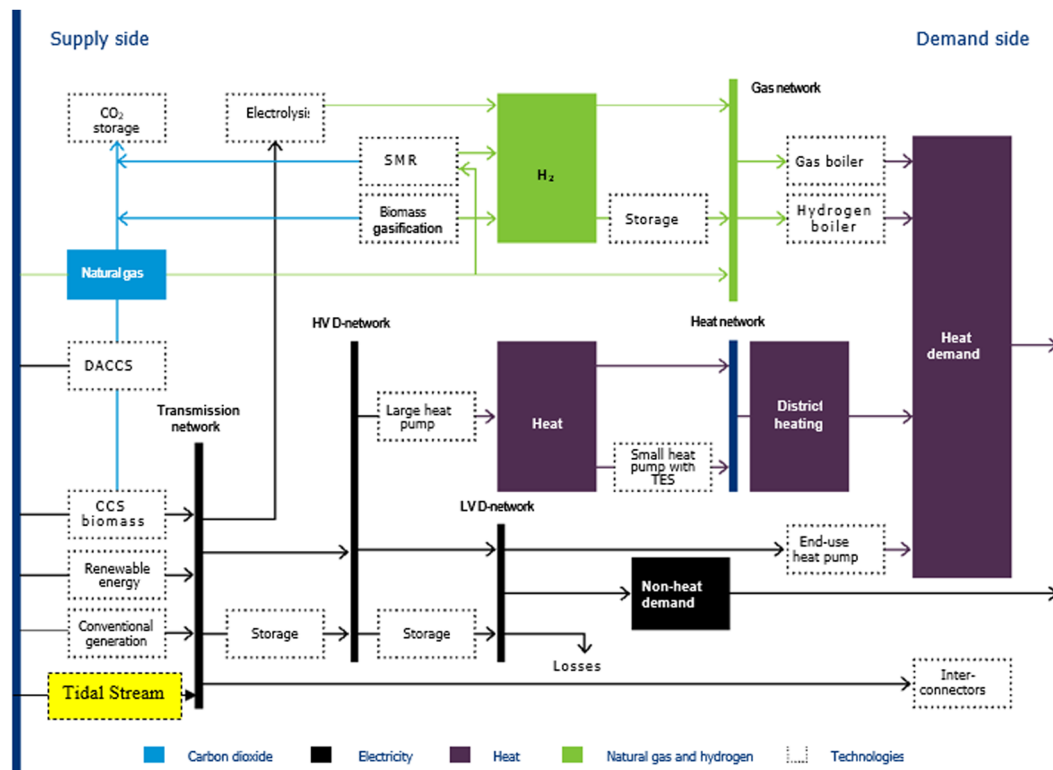 Supply side
Demand side
Gas network
CO₂
storage
Electrolysis
SMR
H₂
Gas boiler
Biomass
gasification
Storage
Hydrogen
boiler
Natural gas
HV D-network
Heat network
DACCS
Heat
demand
Transmission
network
Large heat
pump
Heat
District
heating
Small heat
pump with
TES
CCS
biomass
LV D-network
Renewable
energy
End-use
heat pump
Non-heat
demand
Conventional
generation
Storage
Storage
Losses
Tidal Stream
Inter-
connectors
Carbon dioxide
Electricity
Heat
Natural gas and hydrogen
Technologies